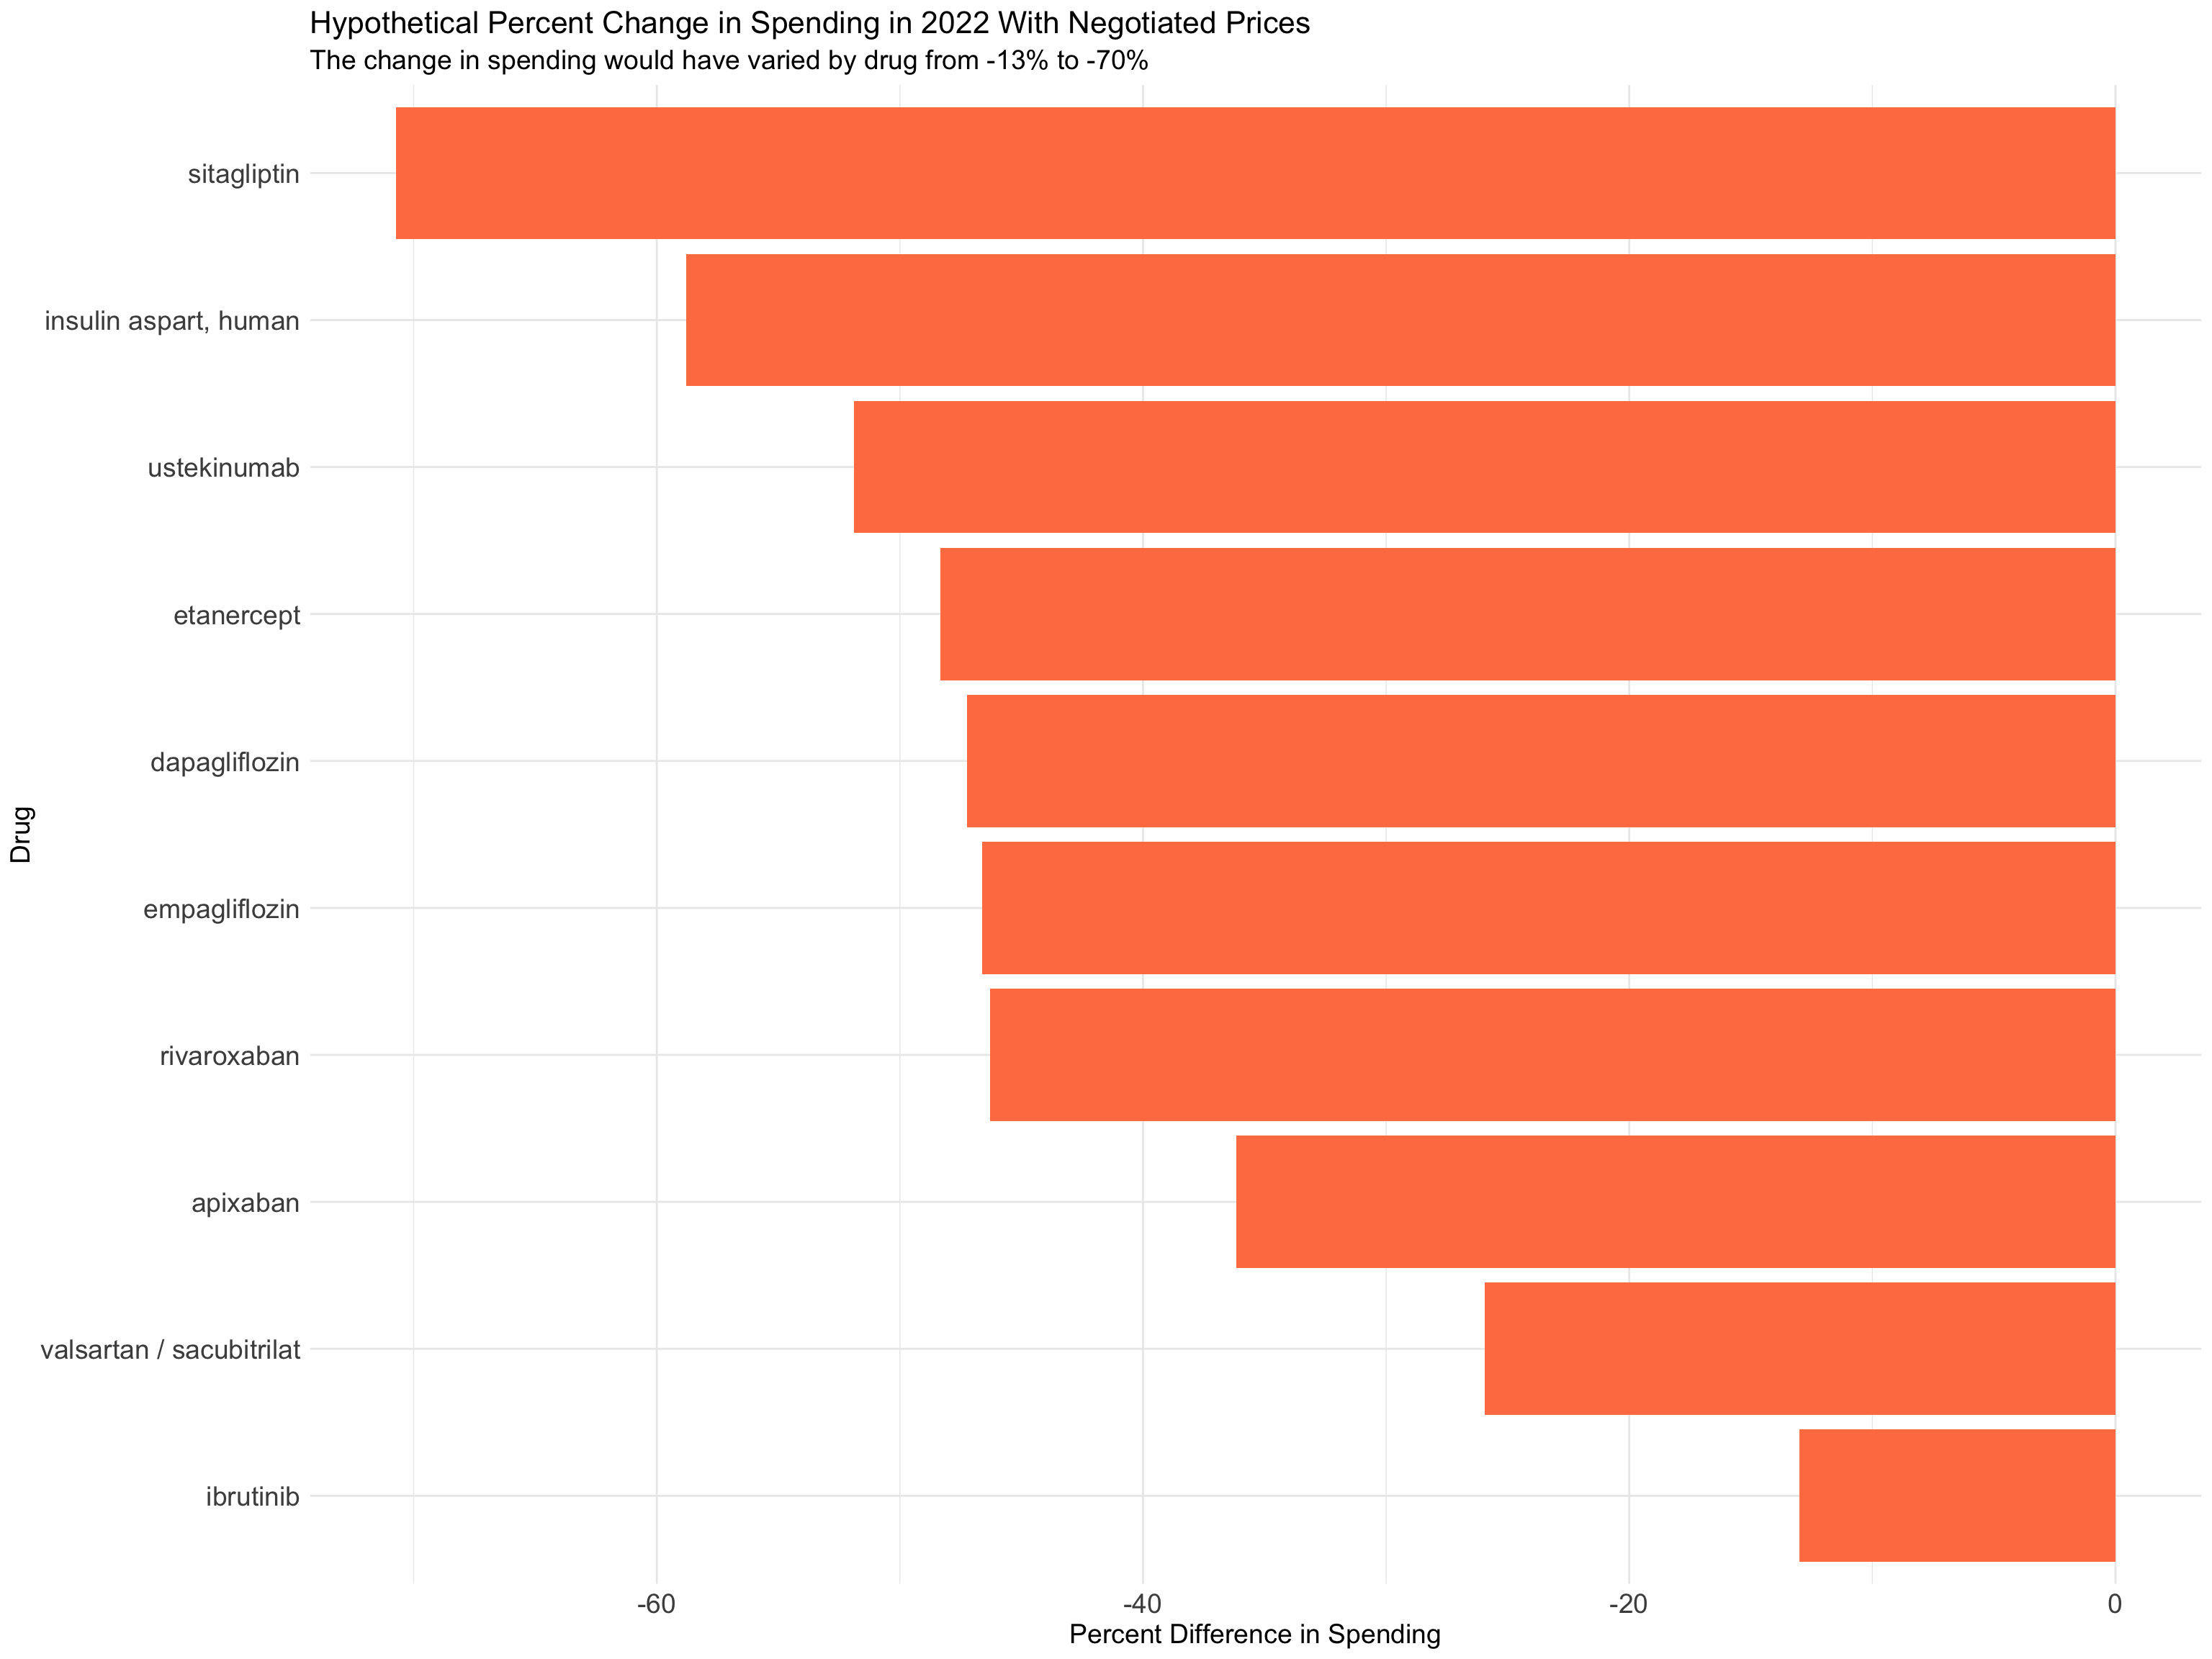 Hypothetical Percent Change in Spending in 2022 With Negotiated Prices
The change in spending would have varied by drug from -13% to -70%
sitagliptin
insulin aspart, human
ustekinumab
etanercept
dapagliflozin
empagliflozin
rivaroxaban
apixaban
valsartan / sacubitrilat
ibrutinib
Drug
-60 -40 -20 0
Percent Difference in Spending